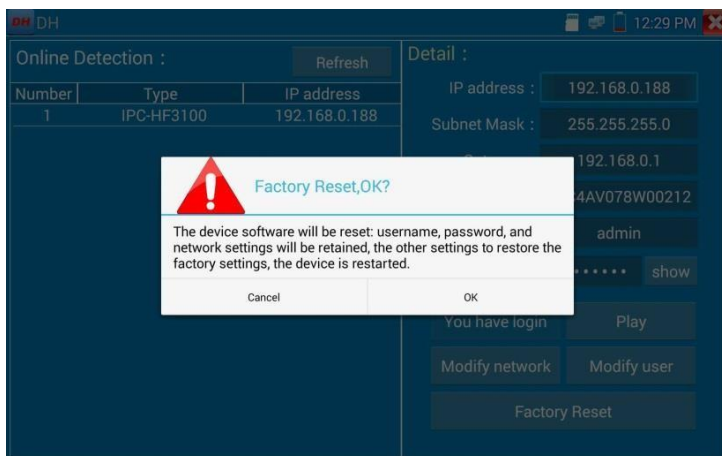 DH DH 12:29 PM
Online Detection : Refresh
Number Type IP address
1 IPC-HF3100 192.168.0.188
Detail :
IP address : 192.168.0.188
Subnet Mask : 255.255.255.0
192.168.0.1
4AV078W00212
admin
show
You have login Play
Modify network Modify user
Factory Reset
Factory Reset,OK?
The device software will be reset: username, password, and
network settings will be retained, the other settings to restore the
factory settings, the device is restarted.
Cancel OK